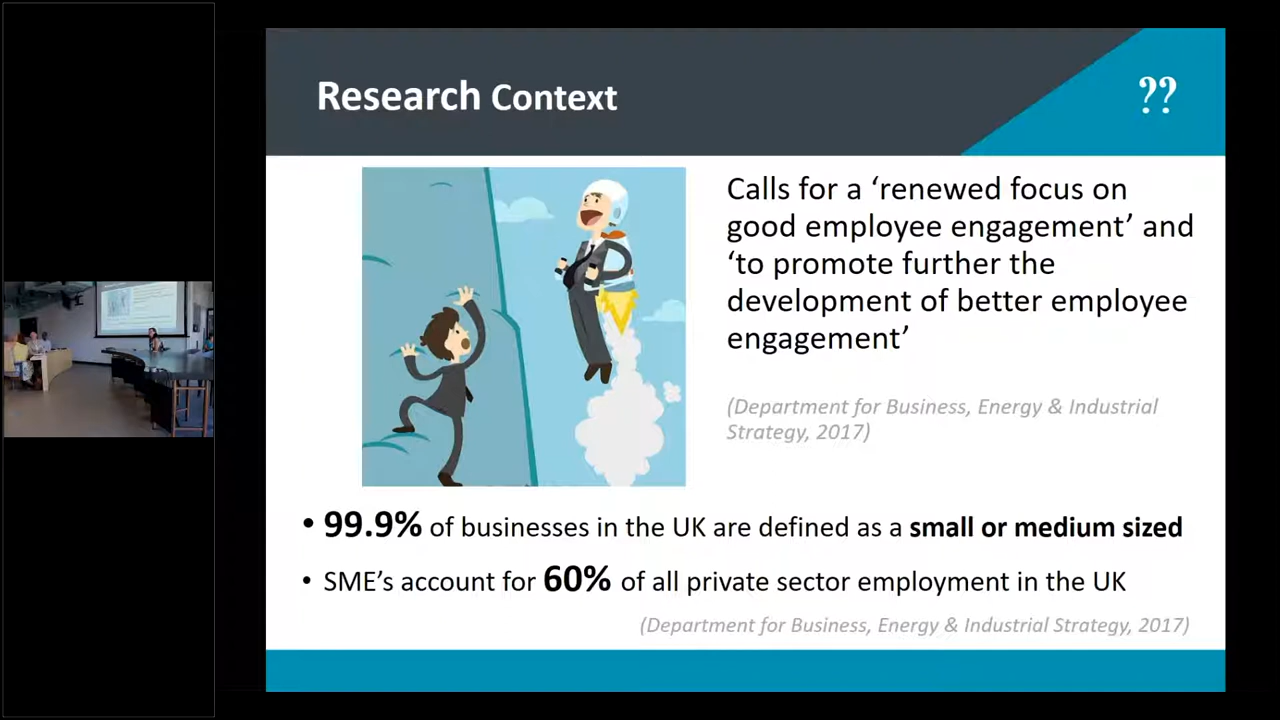 Research Context
??
Calls for a ‘renewed focus on
good employee engagement’ and
‘to promote further the
development of better employee
engagement’
(Department for Business, Energy & Industrial
Strategy, 2017)
• 99.9% of businesses in the UK are defined as a small or medium sized
• SME’s account for 60% of all private sector employment in the UK
(Department for Business, Energy & Industrial Strategy, 2017)